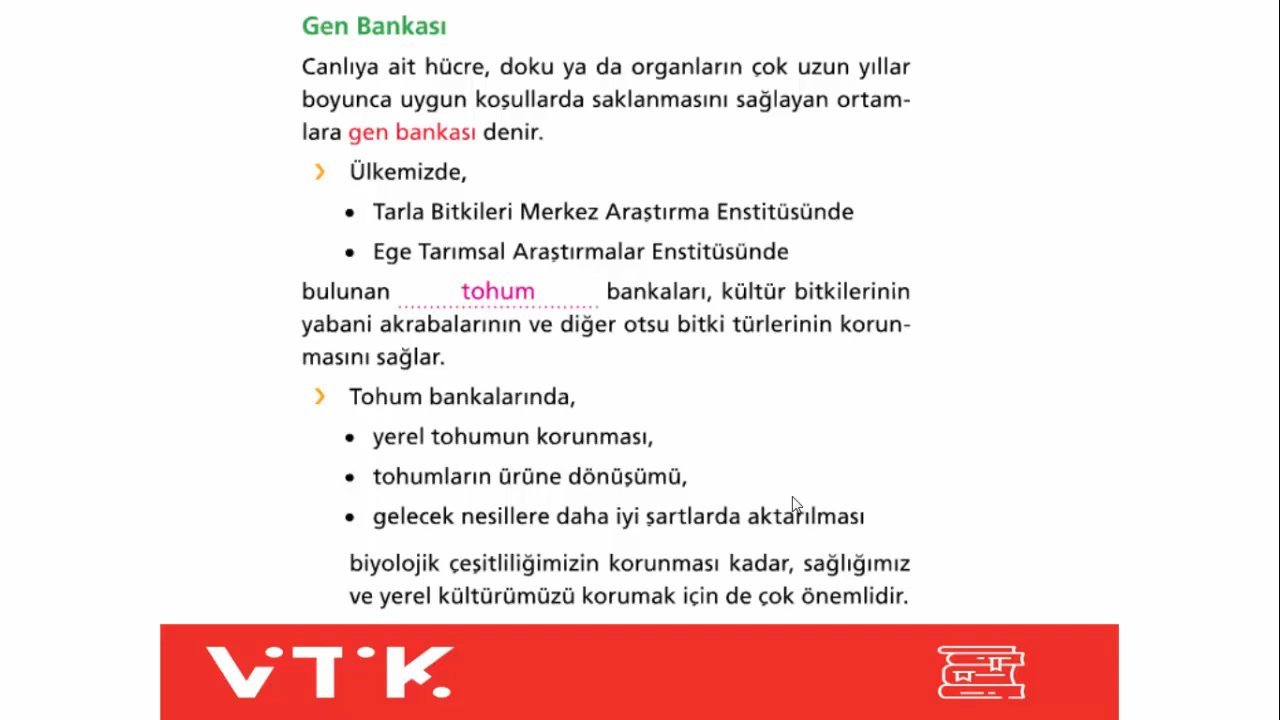 Gen Bankası
Canlıya ait hücre, doku ya da organların çok uzun yıllar
boyunca uygun koşullarda saklanmasını sağlayan ortam-
lara gen bankası denir.
› Ülkemizde,
• Tarla Bitkileri Merkez Araştırma Enstitüsünde
• Ege Tarımsal Araştırmalar Enstitüsünde
bulunan tohum bankaları, kültür bitkilerinin
yabani akrabalarının ve diğer otsu bitki türlerinin korun-
masını sağlar.
› Tohum bankalarında,
• yerel tohumun korunması,
• tohumların ürüne dönüşümü,
• gelecek nesillere daha iyi şartlarda aktarılması
biyolojik çeşitliliğimizin korunması kadar, sağlığımız
ve yerel kültürümüzü korumak için de çok önemlidir.
VİTİK.